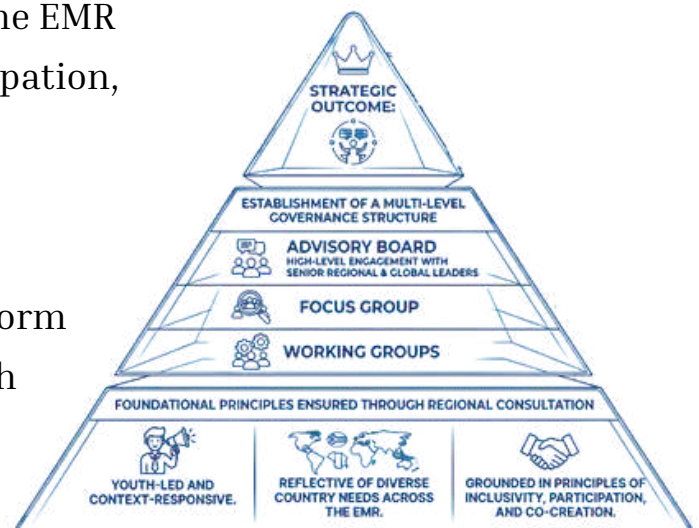 he EMR
pation,
orm
h
STRATEGIC
OUTCOME:
ESTABLISHMENT OF A MULTI-LEVEL
GOVERNANCE STRUCTURE
ADVISORY BOARD
HIGH-LEVEL ENGAGEMENT WITH
SENIOR REGIONAL & GLOBAL LEADERS
FOCUS GROUP
WORKING GROUPS
FOUNDATIONAL PRINCIPLES ENSURED THROUGH REGIONAL CONSULTATION
YOUTH-LED AND
CONTEXT-RESPONSIVE.
REFLECTIVE OF DIVERSE
COUNTRY NEEDS ACROSS
THE EMR.
GROUNDED IN PRINCIPLES OF
INCLUSIVITY, PARTICIPATION,
AND CO-CREATION.